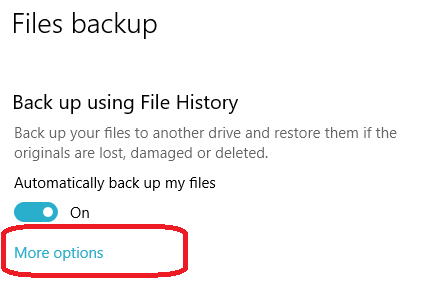 Files backup
Back up using File History
Back up your files to another drive and restore them if the
originals are lost, damaged or deleted.
Automatically back up my files
On
More options